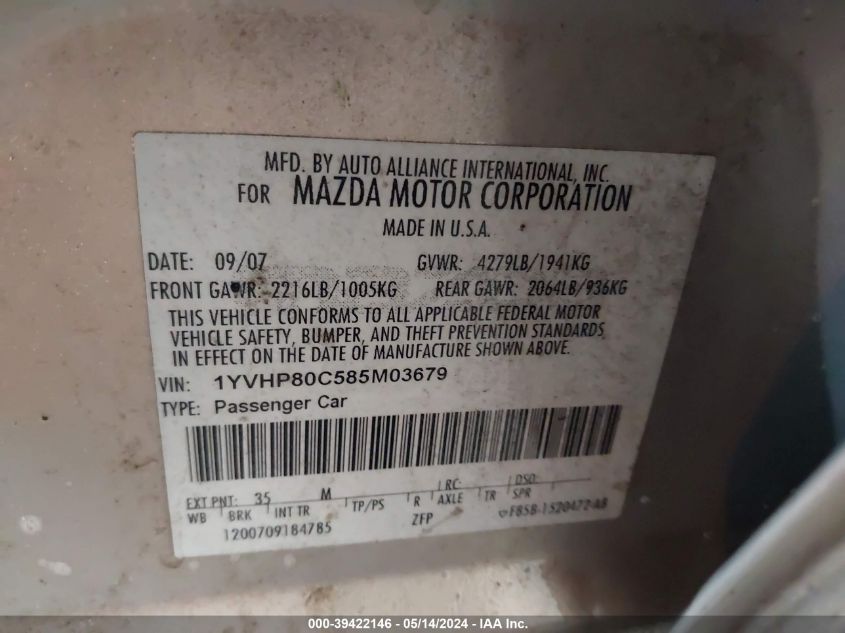 MFD. BY AUTO ALLIANCE INTERNATIONAL, INC.
FOR MAZDA MOTOR CORPORATION
MADE IN U.S.A.
DATE: 09/07 GVWR: 4279LB/1941KG
FRONT GAWR: 2216LB/1005KG REAR GAWR: 2064LB/936KG
THIS VEHICLE CONFORMS TO ALL APPLICABLE FEDERAL MOTOR
VEHICLE SAFETY, BUMPER, AND THEFT PREVENTION STANDARDS
IN EFFECT ON THE DATE OF MANUFACTURE SHOWN ABOVE.
VIN: 1YVHP80C585M03679
TYPE: Passenger Car
EXT PNT: 35 M RC: DSO:
WB BRK INT TR TP/PS R AXLE TR SPR
1200709184785 ZFP F85B-1520472-AB
000-39422146 - 05/14/2024 - IAA Inc.